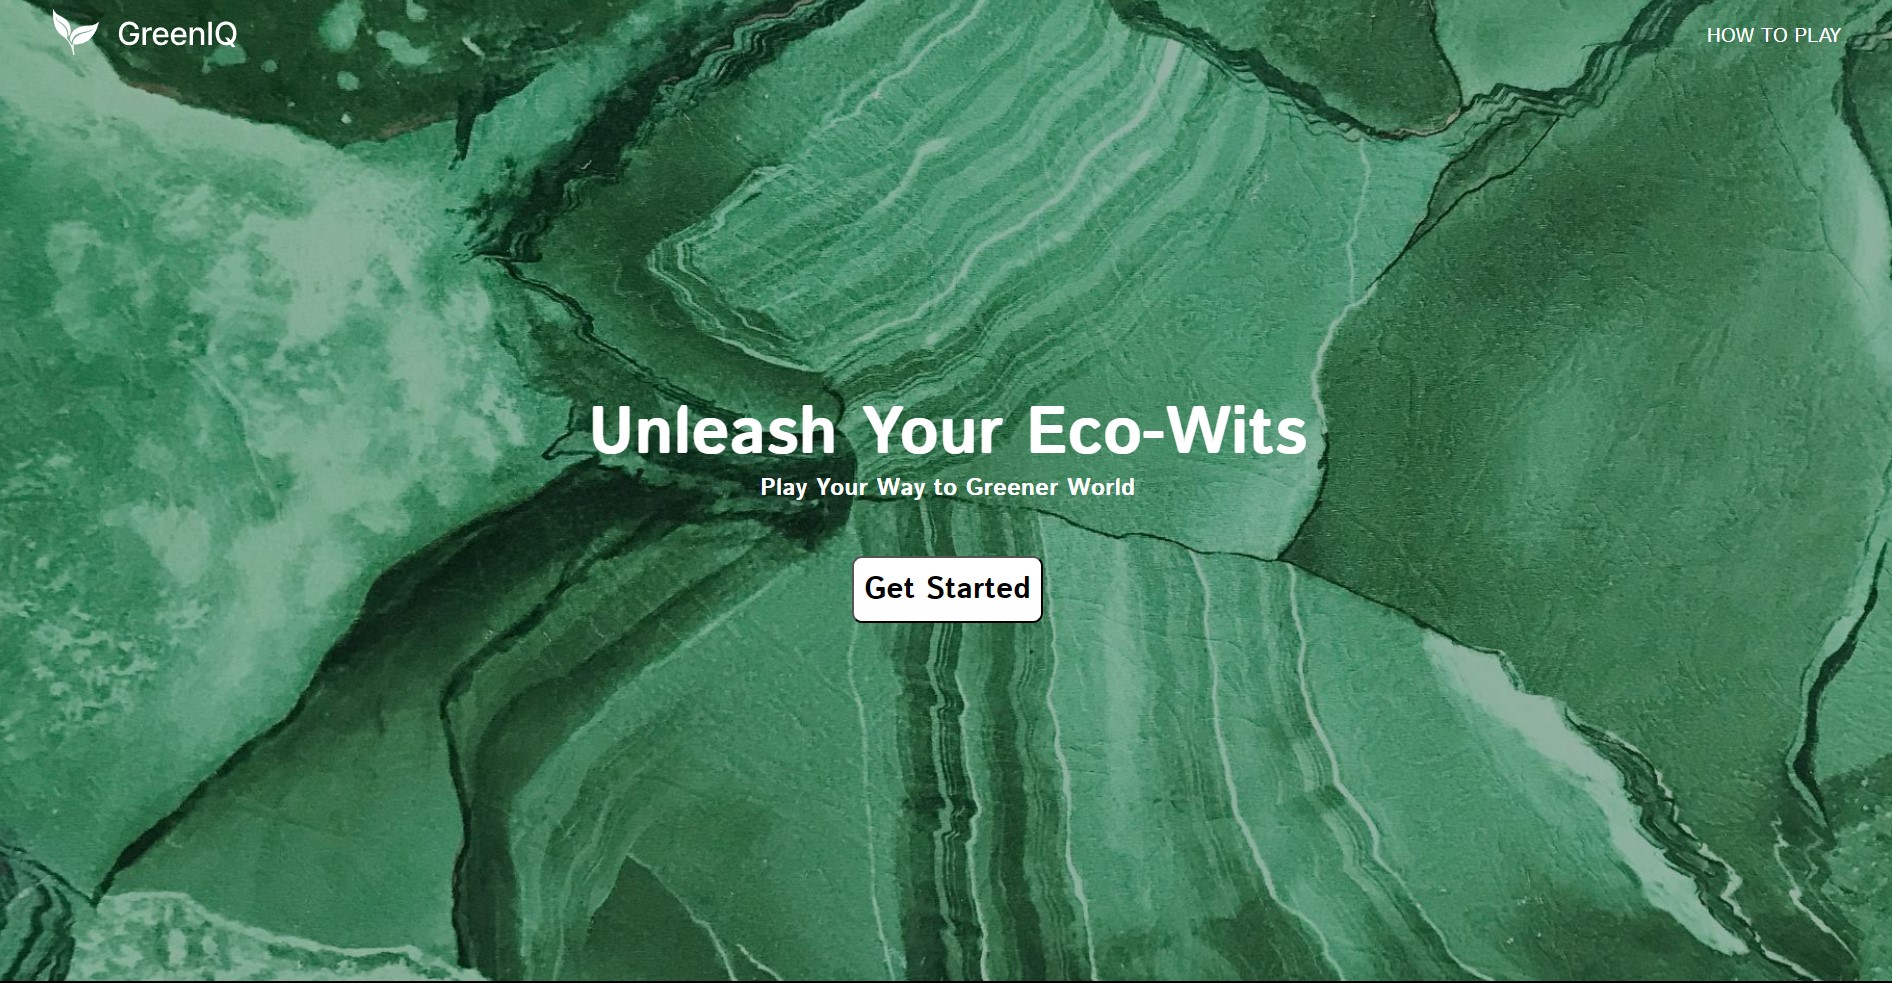 GreenIQ
HOW TO PLAY
Unleash Your Eco-Wits
Play Your Way to Greener World
Get Started